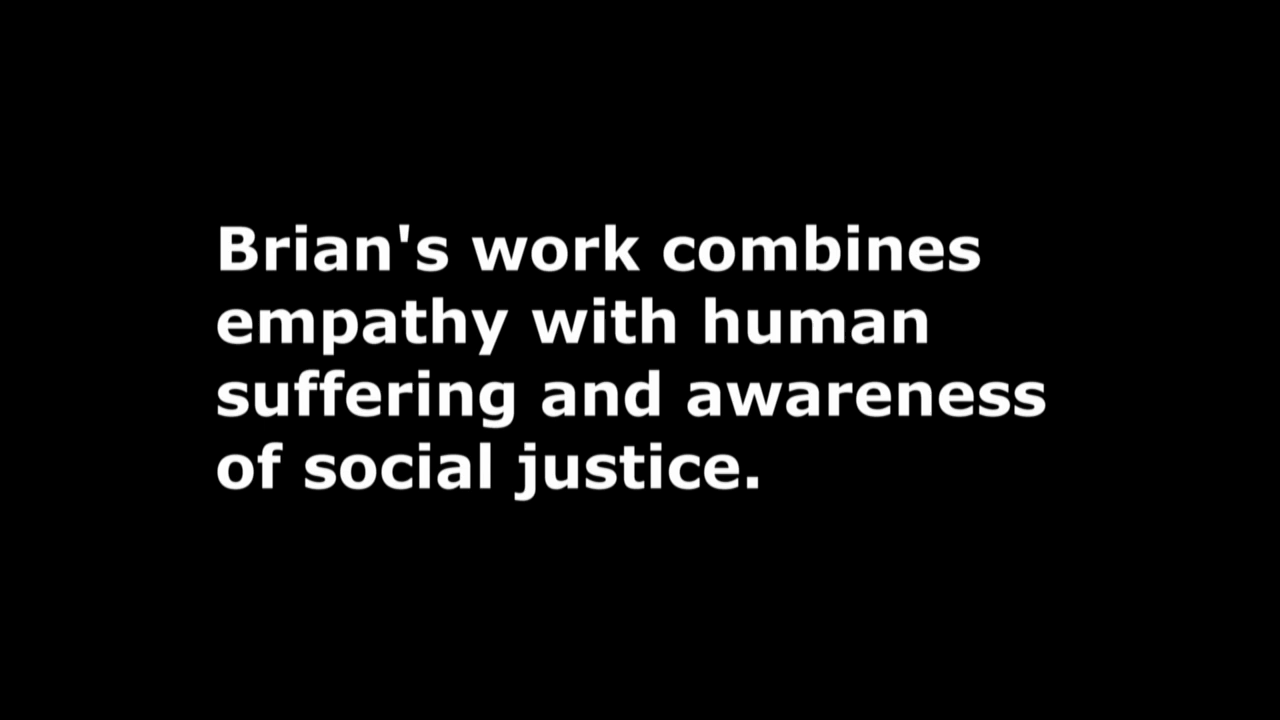 Brian's work combines
empathy with human
suffering and awareness
of social justice.